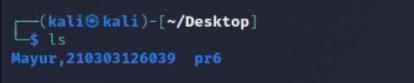 ┌──(kali㉿kali)-[~/Desktop]
└─$ ls
Mayur,210303126039  pr6